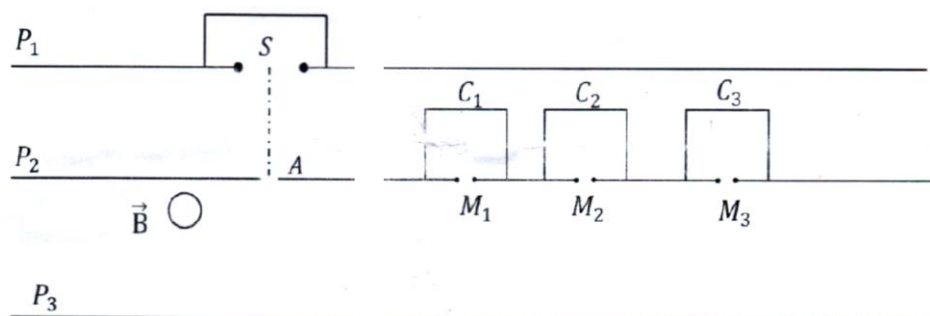 P₁
S
C₁ C₂ C₃
P₂
A
M₁ M₂ M₃
B⃗
P₃